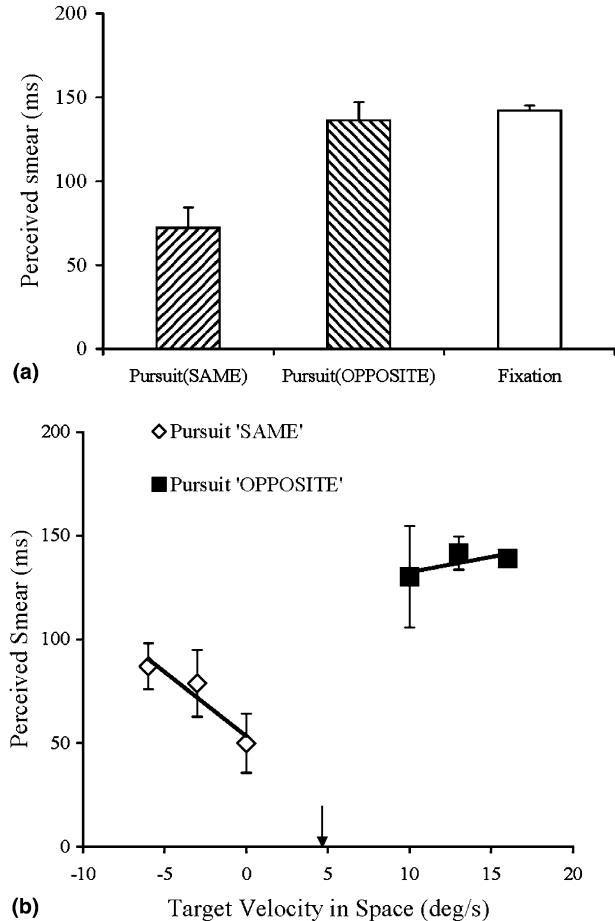 200
150
100
50
0
Perceived smear (ms)
Pursuit(SAME) Pursuit(OPPOSITE) Fixation
(a)
Pursuit 'SAME'
Pursuit 'OPPOSITE'
200
150
100
50
0
Perceived Smear (ms)
-10 -5 0 5 10 15 20
Target Velocity in Space (deg/s)
(b)